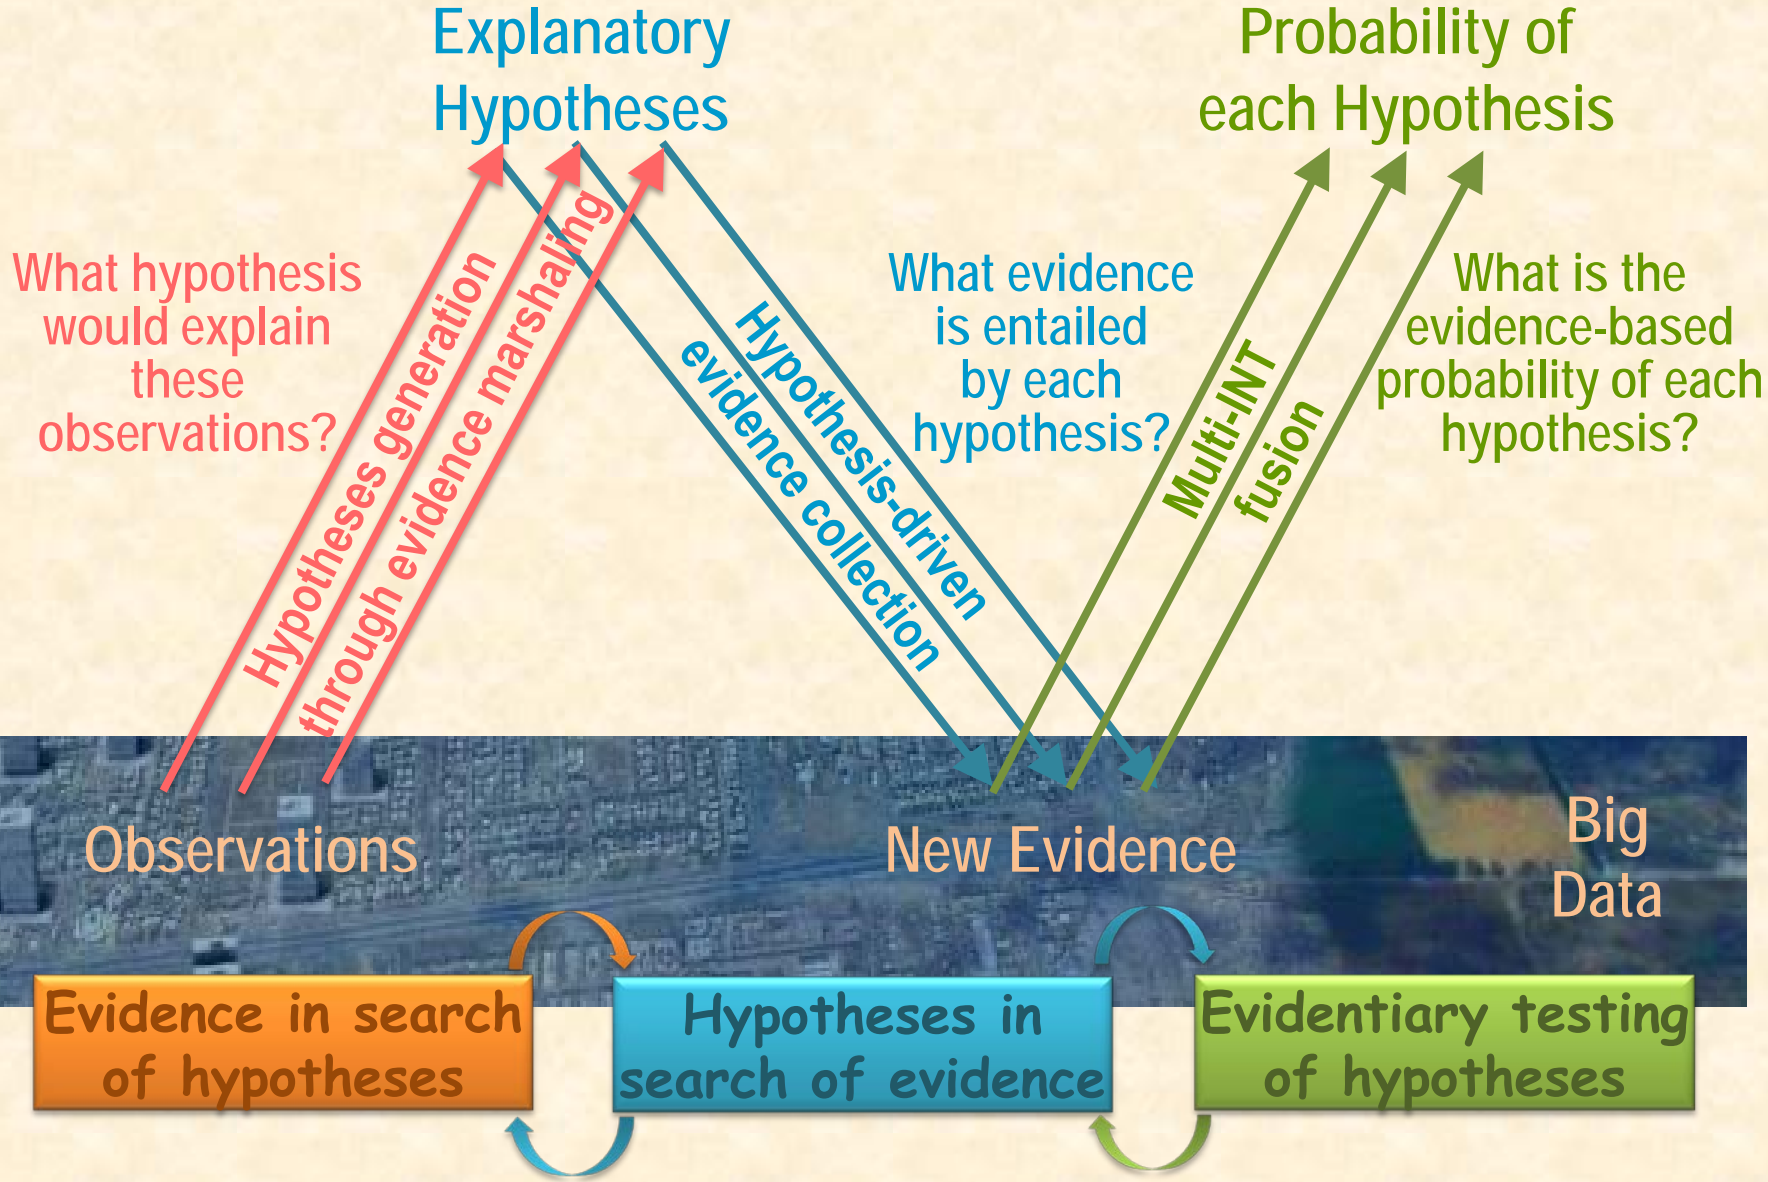 Explanatory
Hypotheses
Probability of
each Hypothesis
What hypothesis
would explain
these
observations?
Hypotheses generation
through evidence marshaling
Hypothesis-driven
evidence collection
What evidence
is entailed
by each
hypothesis?
Multi-INT
fusion
What is the
evidence-based
probability of each
hypothesis?
Observations
New Evidence
Big
Data
Evidence in search
of hypotheses
Hypotheses in
search of evidence
Evidentiary testing
of hypotheses